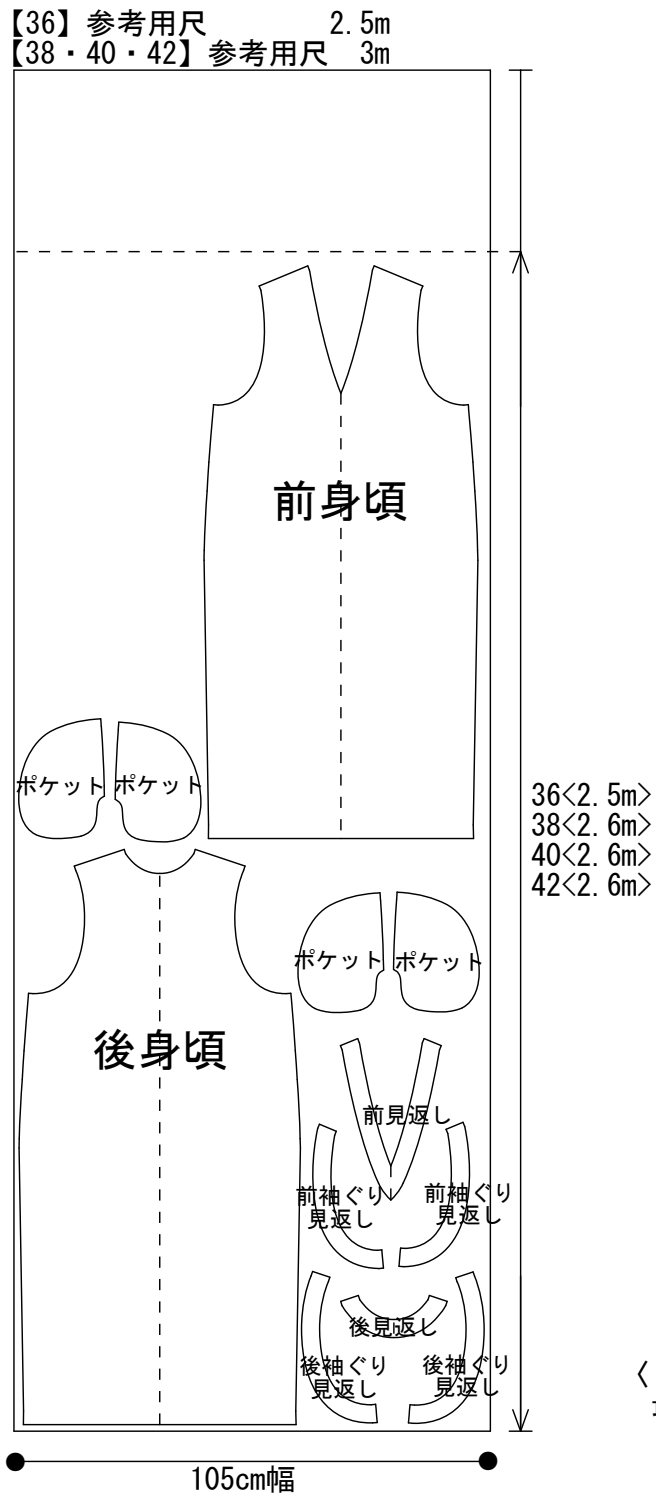 【36】参考用尺 2.5m
【38・40・42】参考用尺 3m
前身頃
ポケット ポケット
36<2.5m>
38<2.6m>
40<2.6m>
42<2.6m>
ポケット ポケット
後身頃
前見返し
前袖ぐり
見返し
前袖ぐり
見返し
後見返し
後袖ぐり
見返し
後袖ぐり
見返し
105cm幅